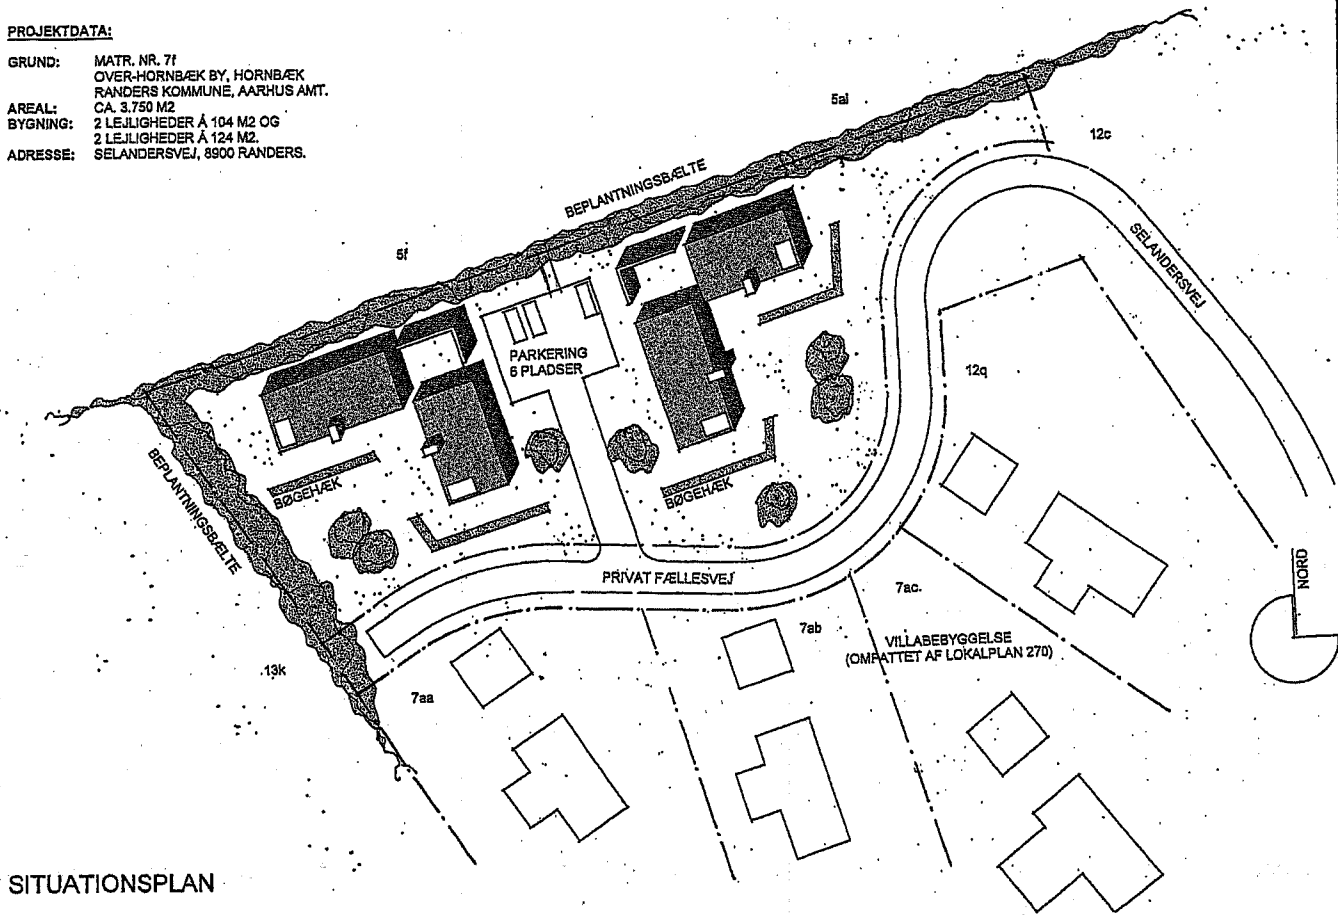 PROJEKTDATA:
GRUND: MATR. NR. 7f
OVER-HORNBÆK BY, HORNBÆK
RANDERS KOMMUNE, AARHUS AMT.
AREAL: CA. 3.750 M2
BYGNING: 2 LEJLIGHEDER Á 104 M2 OG
2 LEJLIGHEDER Á 124 M2.
ADRESSE: SELANDERSVEJ, 8900 RANDERS.
5al
12c
BEPLANTNINGSBÆLTE
5f
SELANDERSVEJ
PARKERING
6 PLADSER
12q
BEPLANTNINGSBÆLTE
BØGEHÆK
BØGEHÆK
PRIVAT FÆLLESVEJ
NORD
7ac.
7ab
VILLABEBYGGELSE
(OMFATTET AF LOKALPLAN 270)
13k
7aa
SITUATIONSPLAN